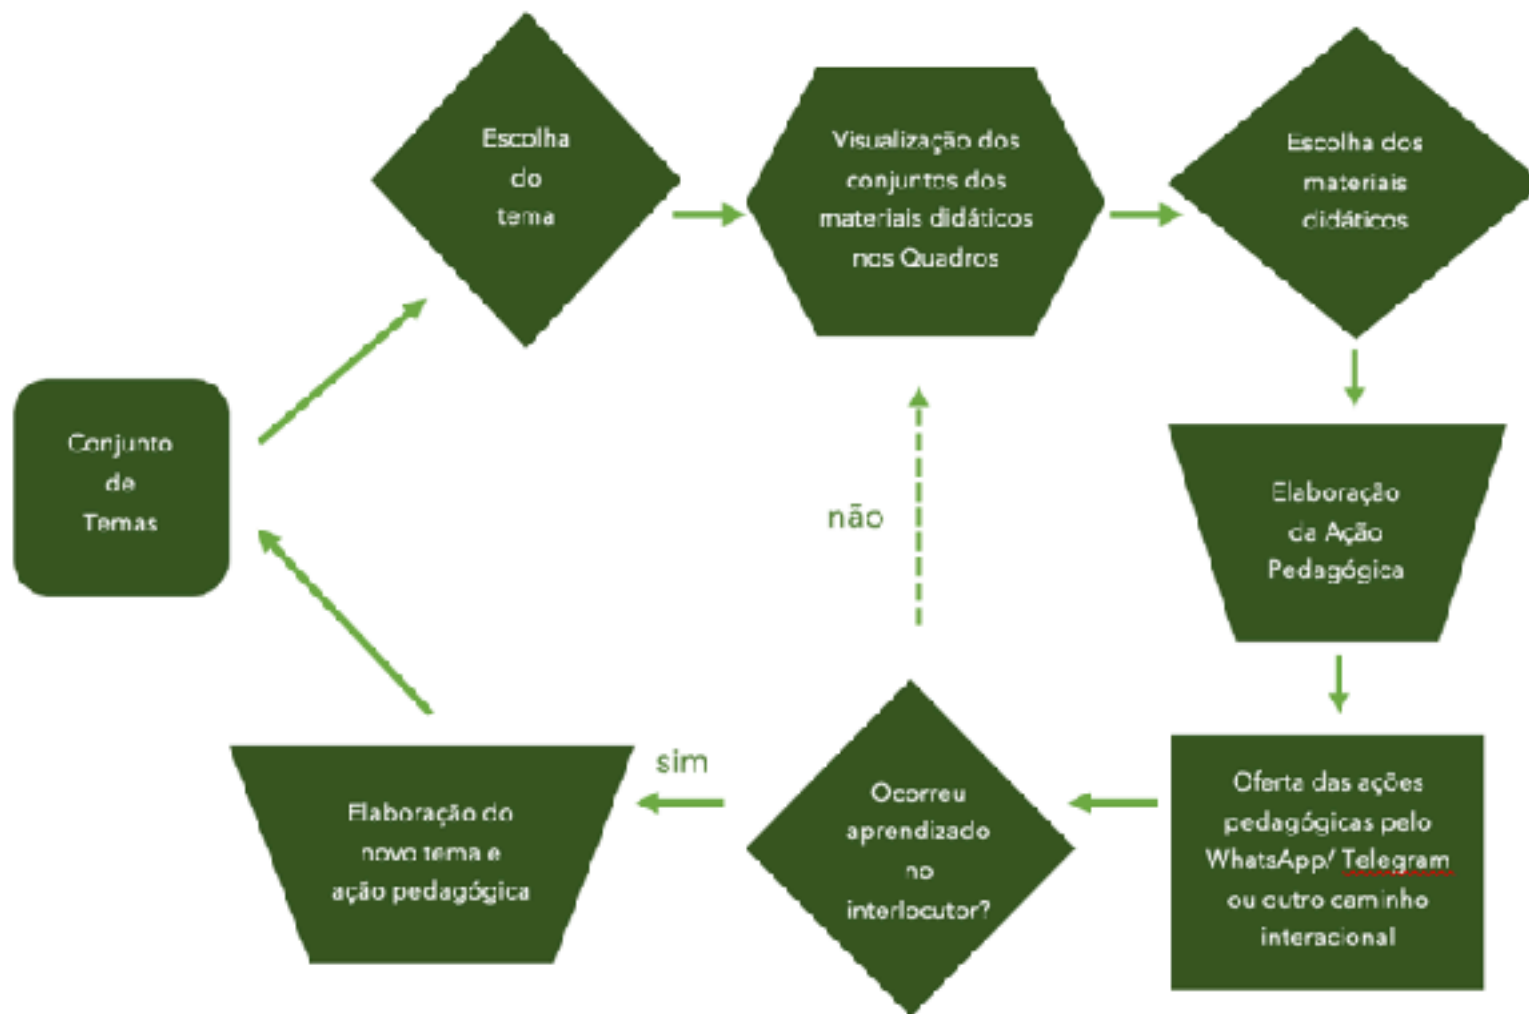 Escolha
do
tema
Visualização dos
conjuntos dos
materiais didáticos
nos Quadros
Escolha dos
materiais
didáticos
Conjunto
de
Temas
não
Elaboração
da Ação
Pedagógica
Elaboração do
novo tema e
ação pedagógica
sim
Ocorreu
aprendizado
no
interlocutor?
Oferta das ações
pedagógicas pelo
WhatsApp/ Telegram
ou outro caminho
interacional